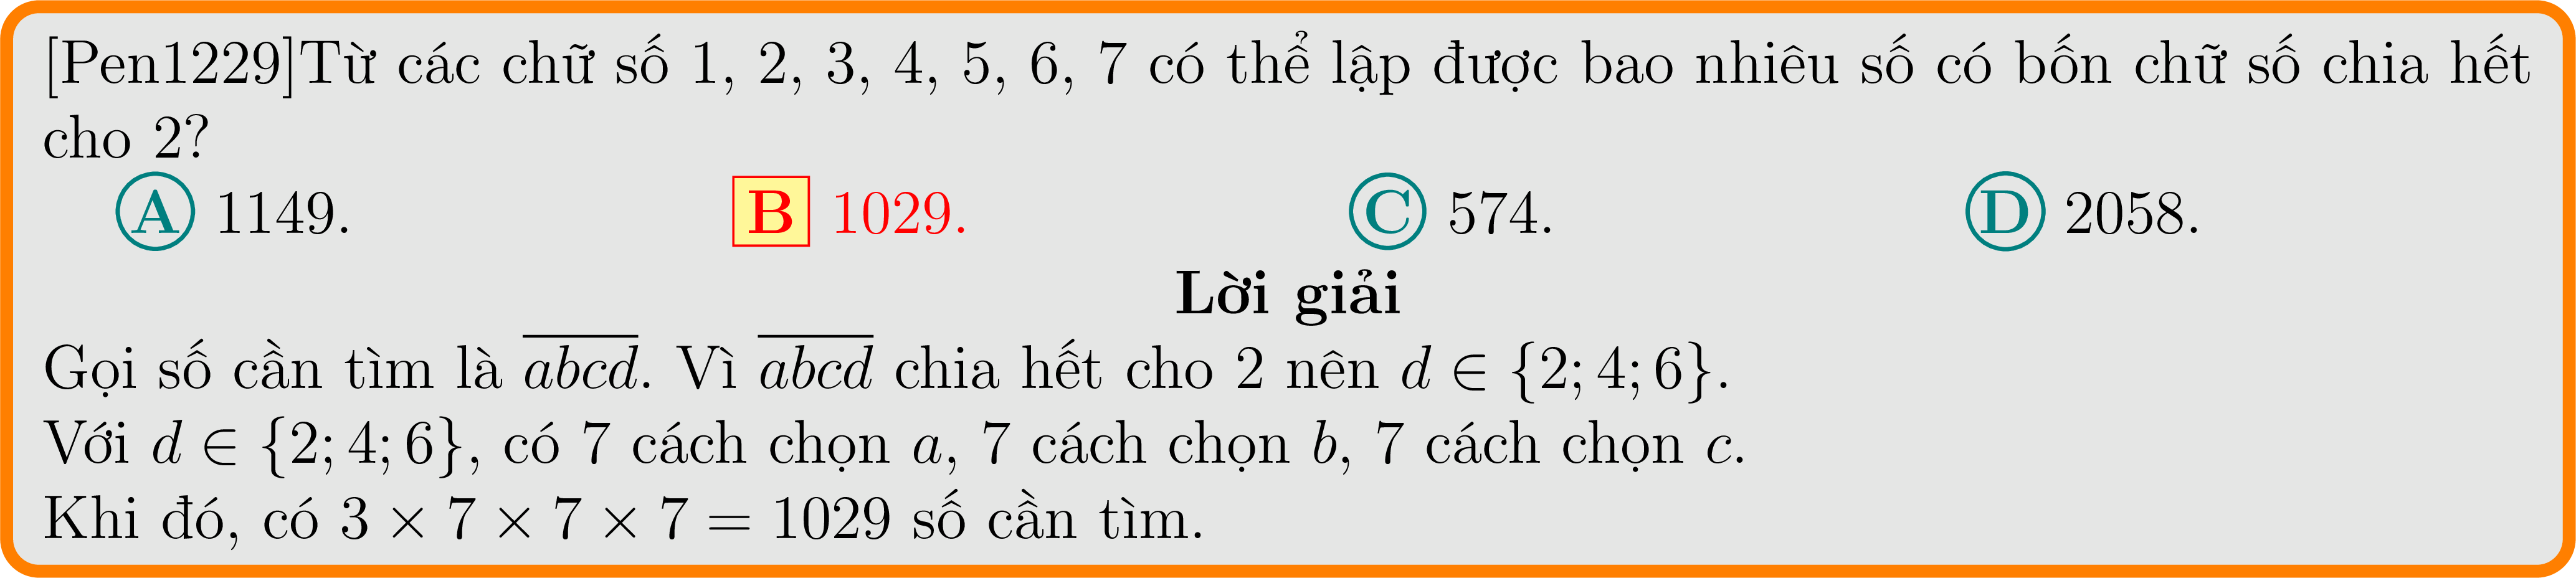 [Pen1229]Từ các chữ số 1, 2, 3, 4, 5, 6, 7 có thể lập được bao nhiêu số có bốn chữ số chia hết
cho 2?
A 1149. B 1029. C 574. D 2058.
Lời giải
Gọi số cần tìm là $\overline{abcd}$. Vì $\overline{abcd}$ chia hết cho 2 nên $d \in \{2; 4; 6\}$.
Với $d \in \{2; 4; 6\}$, có 7 cách chọn $a$, 7 cách chọn $b$, 7 cách chọn $c$.
Khi đó, có $3 \times 7 \times 7 \times 7 = 1029$ số cần tìm.